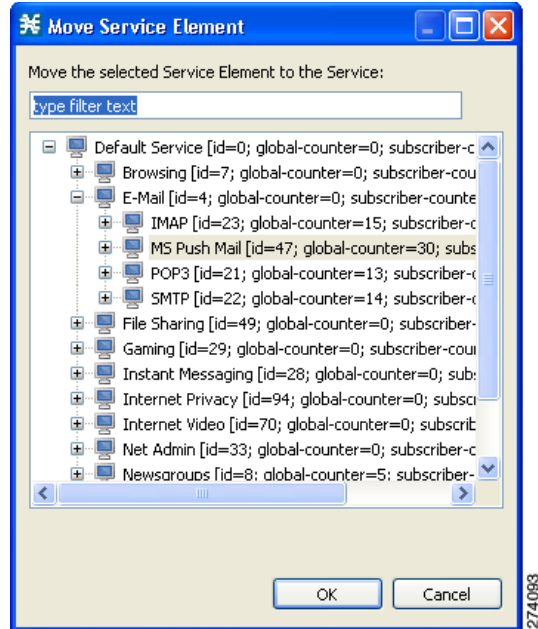 Move Service Element
Move the selected Service Element to the Service:
type filter text
Default Service [id=0; global-counter=0; subscriber-c
Browsing [id=7; global-counter=0; subscriber-cou
E-Mail [id=4; global-counter=0; subscriber-counte
IMAP [id=23; global-counter=15; subscriber-c
MS Push Mail [id=47; global-counter=30; subs
POP3 [id=21; global-counter=13; subscriber-c
SMTP [id=22; global-counter=14; subscriber-c
File Sharing [id=49; global-counter=0; subscriber-
Gaming [id=29; global-counter=0; subscriber-cou
Instant Messaging [id=28; global-counter=0; sub
Internet Privacy [id=94; global-counter=0; subscr
Internet Video [id=70; global-counter=0; subscrib
Net Admin [id=33; global-counter=0; subscriber-c
Newsgroups [id=8; global-counter=5; subscriber-
OK
Cancel
274093